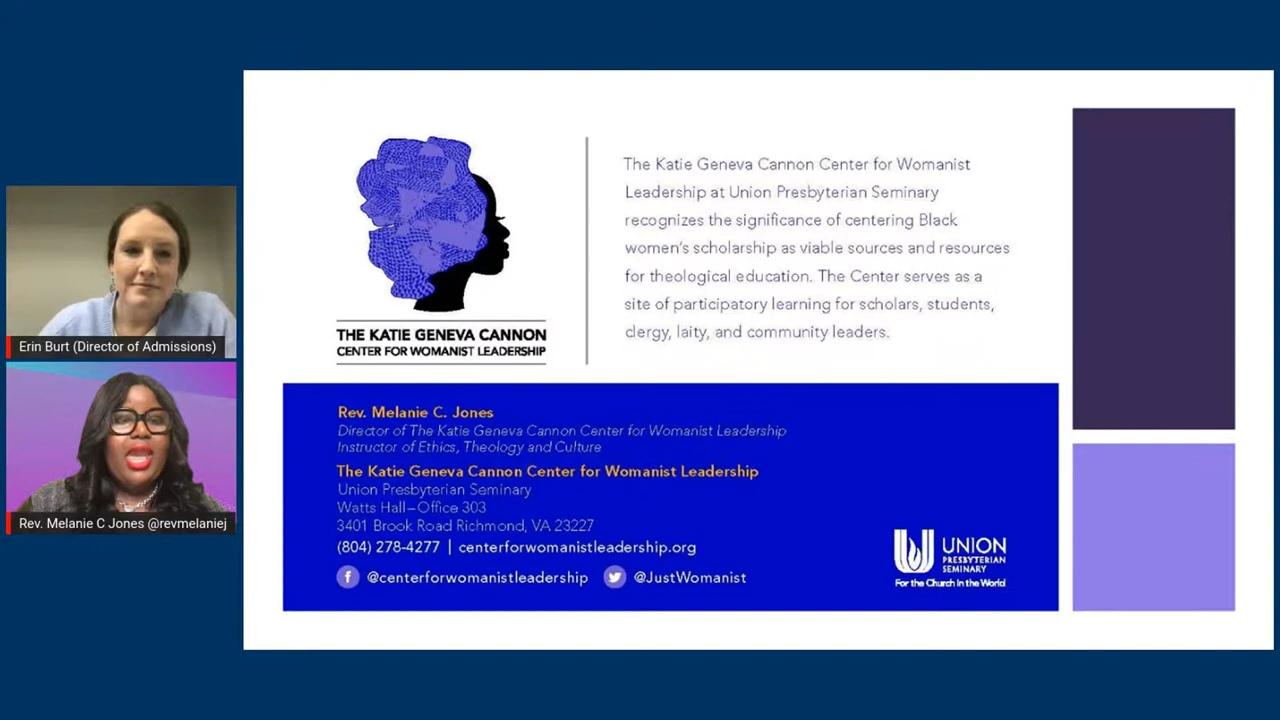 Erin Burt (Director of Admissions)
Rev. Melanie C Jones @revmelaniej
THE KATIE GENEVA CANNON
CENTER FOR WOMANIST LEADERSHIP
The Katie Geneva Cannon Center for Womanist
Leadership at Union Presbyterian Seminary
recognizes the significance of centering Black
women's scholarship as viable sources and resources
for theological education. The Center serves as a
site of participatory learning for scholars, students,
clergy, laity, and community leaders.
Rev. Melanie C. Jones
Director of The Katie Geneva Cannon Center for Womanist Leadership
Instructor of Ethics, Theology and Culture
The Katie Geneva Cannon Center for Womanist Leadership
Union Presbyterian Seminary
Watts Hall—Office 303
3401 Brook Road Richmond, VA 23227
(804) 278-4277 | centerforwomanistleadership.org
f @centerforwomanistleadership @JustWomanist
UNION
PRESBYTERIAN
SEMINARY
For the Church in the World